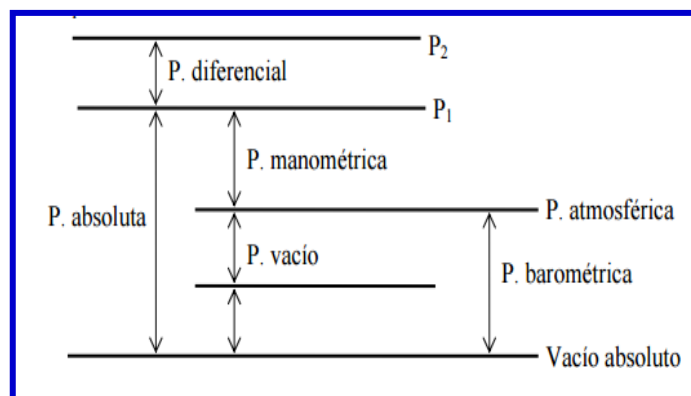 P₂
P. diferencial
P₁
P. manométrica
P. absoluta
P. atmosférica
P. vacío
P. barométrica
Vacío absoluto